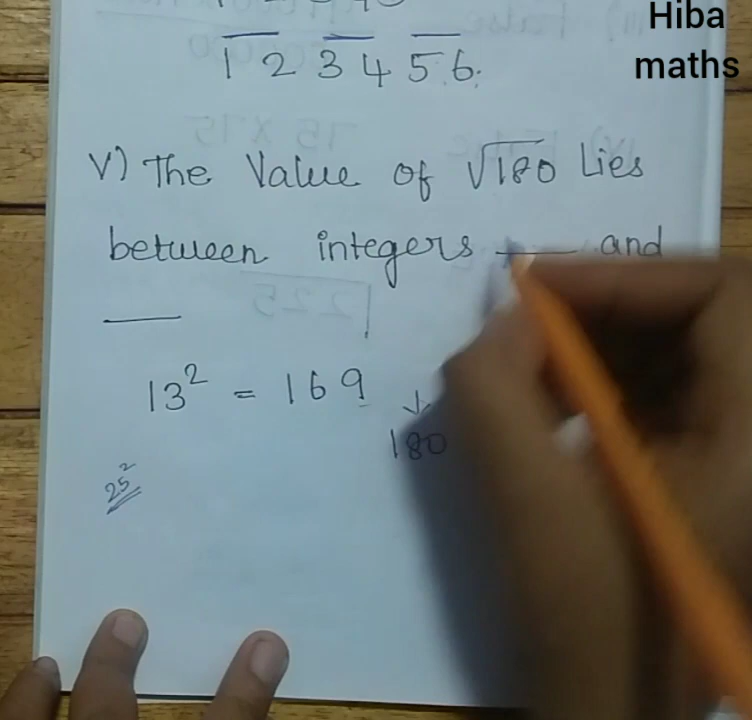 Hiba
maths
1 2 3 4 5 6.
V) The Value of √180 Lies
between integers ___ and
___
13² = 169
↓
180
25²